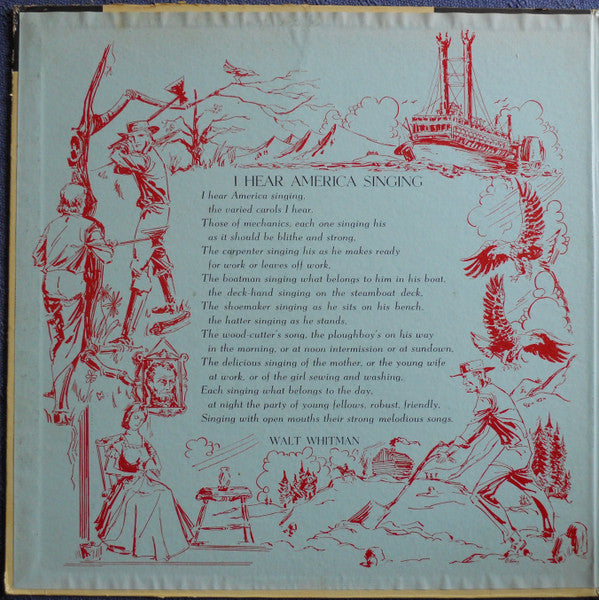 I HEAR AMERICA SINGING
I hear America singing,
the varied carols I hear.
Those of mechanics, each one singing his
as it should be blithe and strong,
The carpenter singing his as he makes ready
for work or leaves off work,
The boatman singing what belongs to him in his boat,
the deck-hand singing on the steamboat deck,
The shoemaker singing as he sits on his bench,
the hatter singing as he stands,
The wood-cutter's song, the ploughboy's on his way
in the morning, or at noon intermission or at sundown,
The delicious singing of the mother, or the young wife
at work, or of the girl sewing and washing,
Each singing what belongs to the day,
at night the party of young fellows, robust, friendly,
Singing with open mouths their strong melodious songs.
WALT WHITMAN